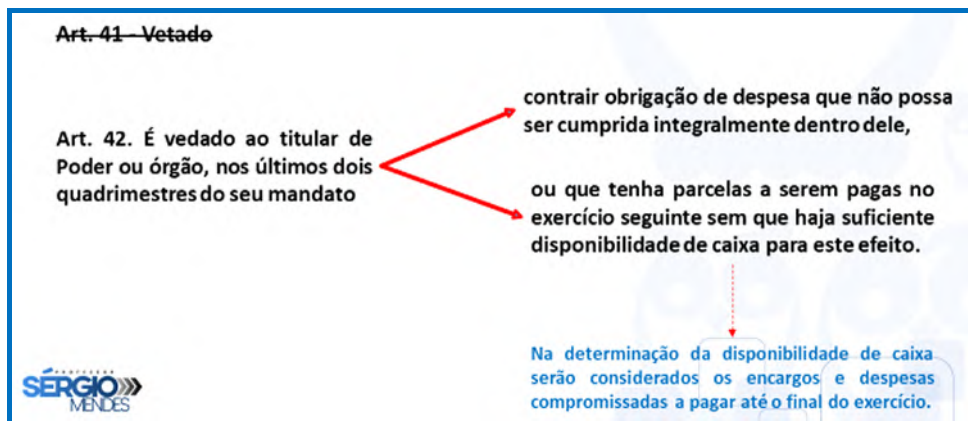 Art. 41 - Vetado
contrair obrigação de despesa que não possa
ser cumprida integralmente dentro dele,
Art. 42. É vedado ao titular de
Poder ou órgão, nos últimos dois
quadrimestres do seu mandato
ou que tenha parcelas a serem pagas no
exercício seguinte sem que haja suficiente
disponibilidade de caixa para este efeito.
Na determinação da disponibilidade de caixa
serão considerados os encargos e despesas
compromissadas a pagar até o final do exercício.
PROFESSOR
SÉRGIO
MENDES